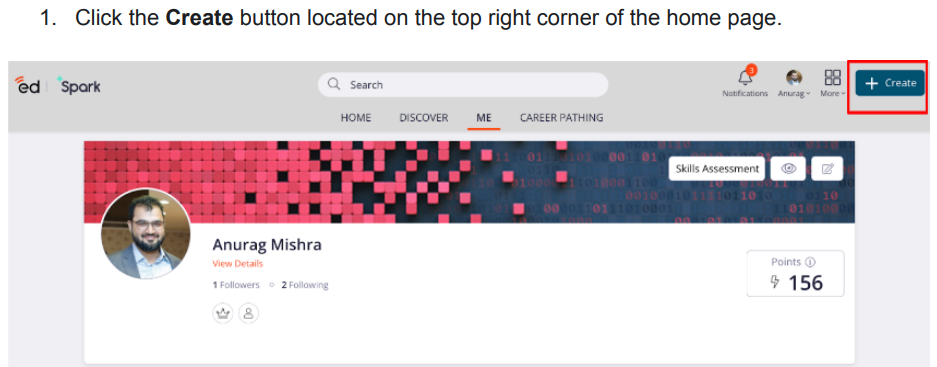 1. Click the Create button located on the top right corner of the home page.
ed Spark
Search
3
Notifications
Anurag
More
+ Create
HOME DISCOVER ME CAREER PATHING
Skills Assessment
Anurag Mishra
View Details
1 Followers 2 Following
Points
156